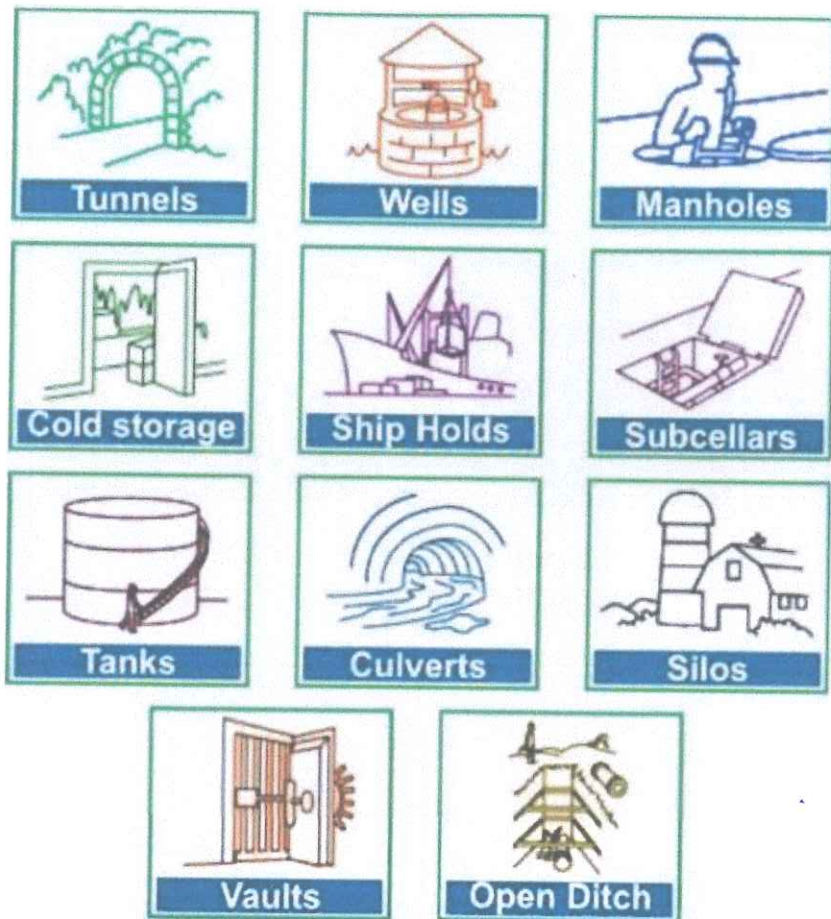 Tunnels
Wells
Manholes
Cold storage
Ship Holds
Subcellars
Tanks
Culverts
Silos
Vaults
Open Ditch